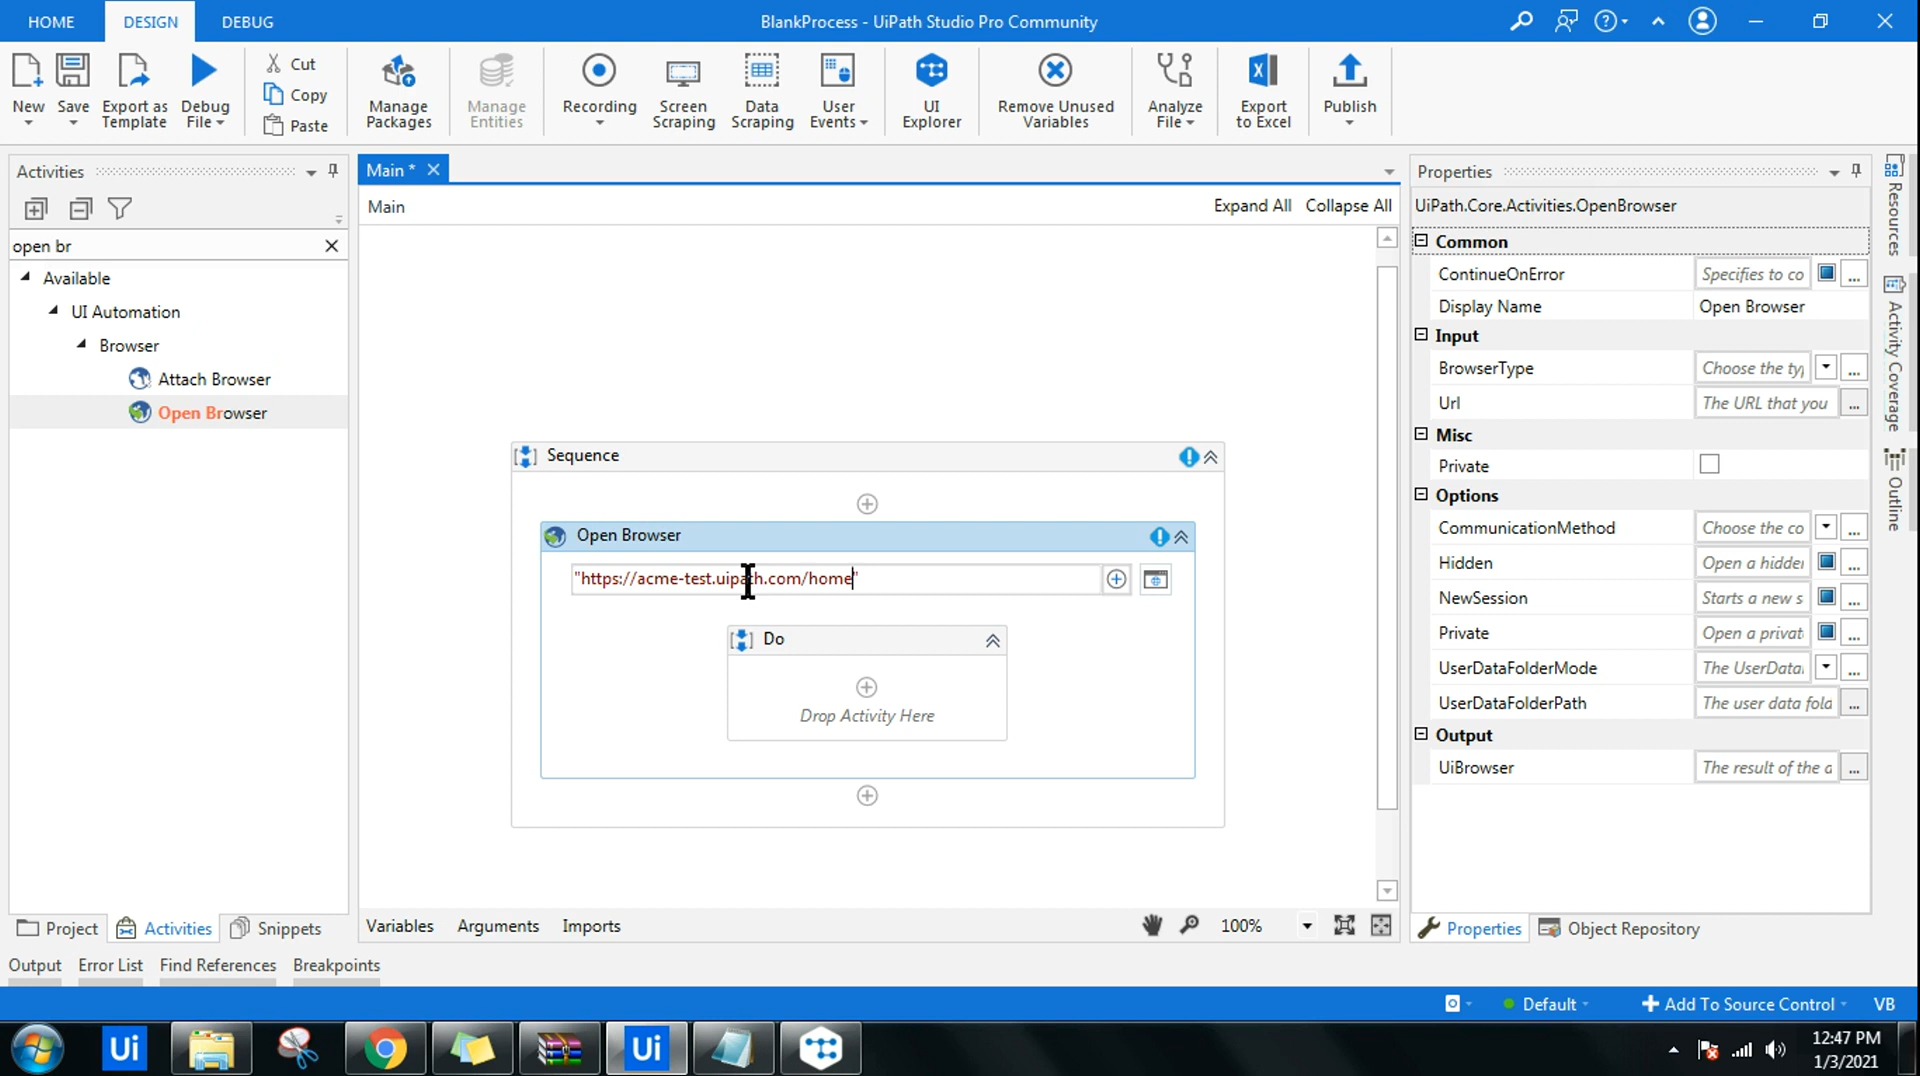 HOME DESIGN DEBUG BlankProcess - UiPath Studio Pro Community
New Save Export as Template Debug File Cut Copy Paste Manage Packages Manage Entities Recording Screen Scraping Data Scraping User Events UI Explorer Remove Unused Variables Analyze File Export to Excel Publish
Activities
open br
Available
UI Automation
Browser
Attach Browser
Open Browser
Main *
Main Expand All Collapse All
Sequence
Open Browser
"https://acme-test.uipath.com/home"
Do
Drop Activity Here
Variables Arguments Imports 100%
Properties
UiPath.Core.Activities.OpenBrowser
Common
ContinueOnError Specifies to co ...
Display Name Open Browser
Input
BrowserType Choose the ty ...
Url The URL that you ...
Misc
Private
Options
CommunicationMethod Choose the co ...
Hidden Open a hidde ...
NewSession Starts a new s ...
Private Open a privat ...
UserDataFolderMode The UserData ...
UserDataFolderPath The user data fold ...
Output
UiBrowser The result of the a ...
Resources
Activity Coverage
Outline
Project Activities Snippets
Properties Object Repository
Output Error List Find References Breakpoints
Default Add To Source Control VB
Ui Ui
12:47 PM
1/3/2021